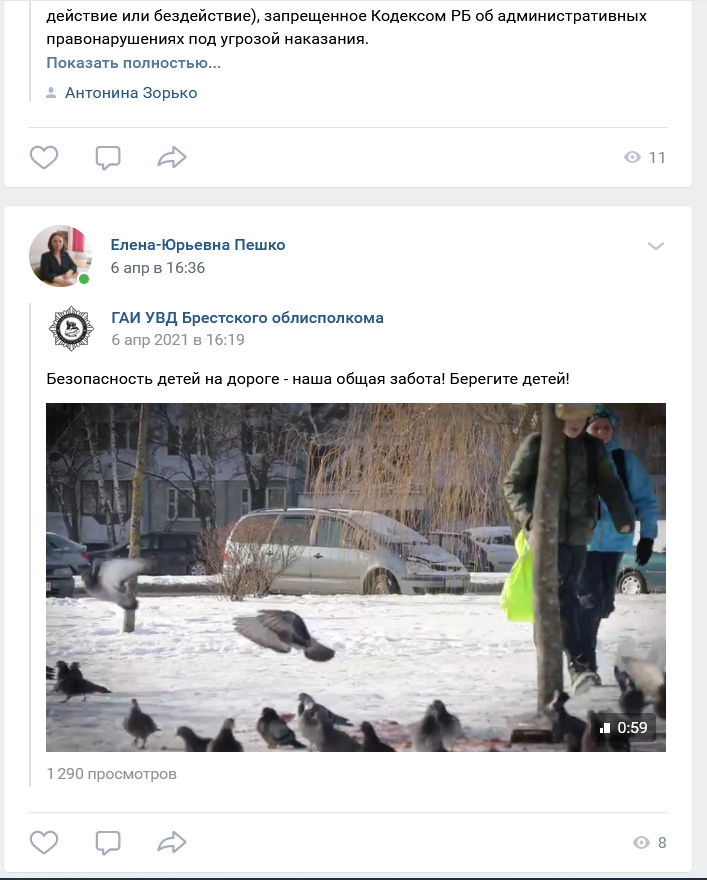 действие или бездействие), запрещенное Кодексом РБ об административных
правонарушениях под угрозой наказания.
Показать полностью...
Антонина Зорько
11
Елена-Юрьевна Пешко
6 апр в 16:36
ГАИ УВД Брестского облисполкома
6 апр 2021 в 16:19
Безопасность детей на дороге - наша общая забота! Берегите детей!
0:59
1 290 просмотров
8